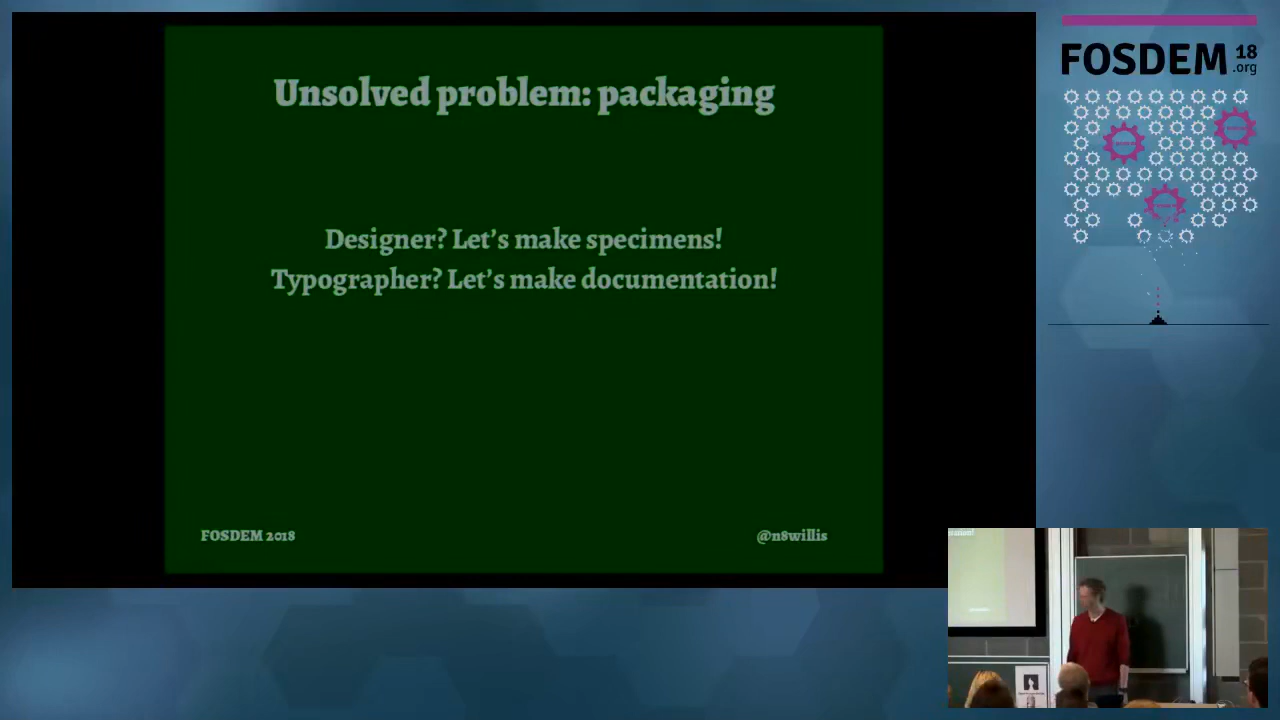 Unsolved problem: packaging
Designer? Let's make specimens!
Typographer? Let's make documentation!
FOSDEM 2018
@n8willis
FOSDEM 18
.org